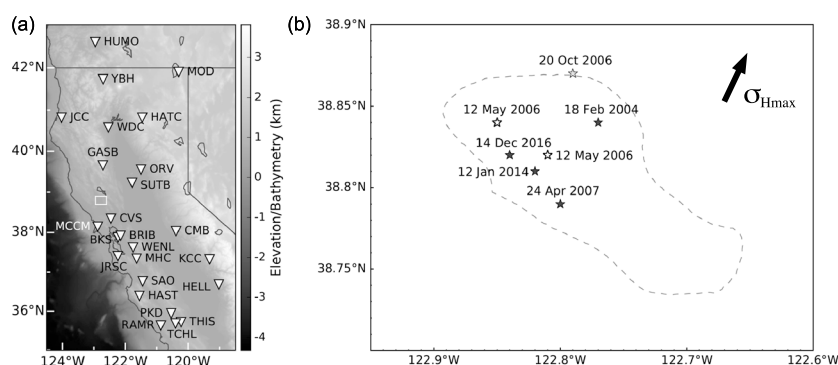 (a)
HUMO
MOD
YBH
JCC
HATC
WDC
GASB
ORV
SUTB
CVS
MCCM
BKS
BRIB
CMB
WENL
JRSC
MHC
KCC
SAO
HELL
HAST
PKD
THIS
RAMR
TCHL
42°N
40°N
38°N
36°N
124°W
122°W
120°W
3
2
1
0
-1
-2
-3
-4
Elevation/Bathymetry (km)
(b)
38.9°N
38.85°N
38.8°N
38.75°N
20 Oct 2006
12 May 2006
18 Feb 2004
14 Dec 2016
12 May 2006
12 Jan 2014
24 Apr 2007
σHmax
122.9°W
122.8°W
122.7°W
122.6°W